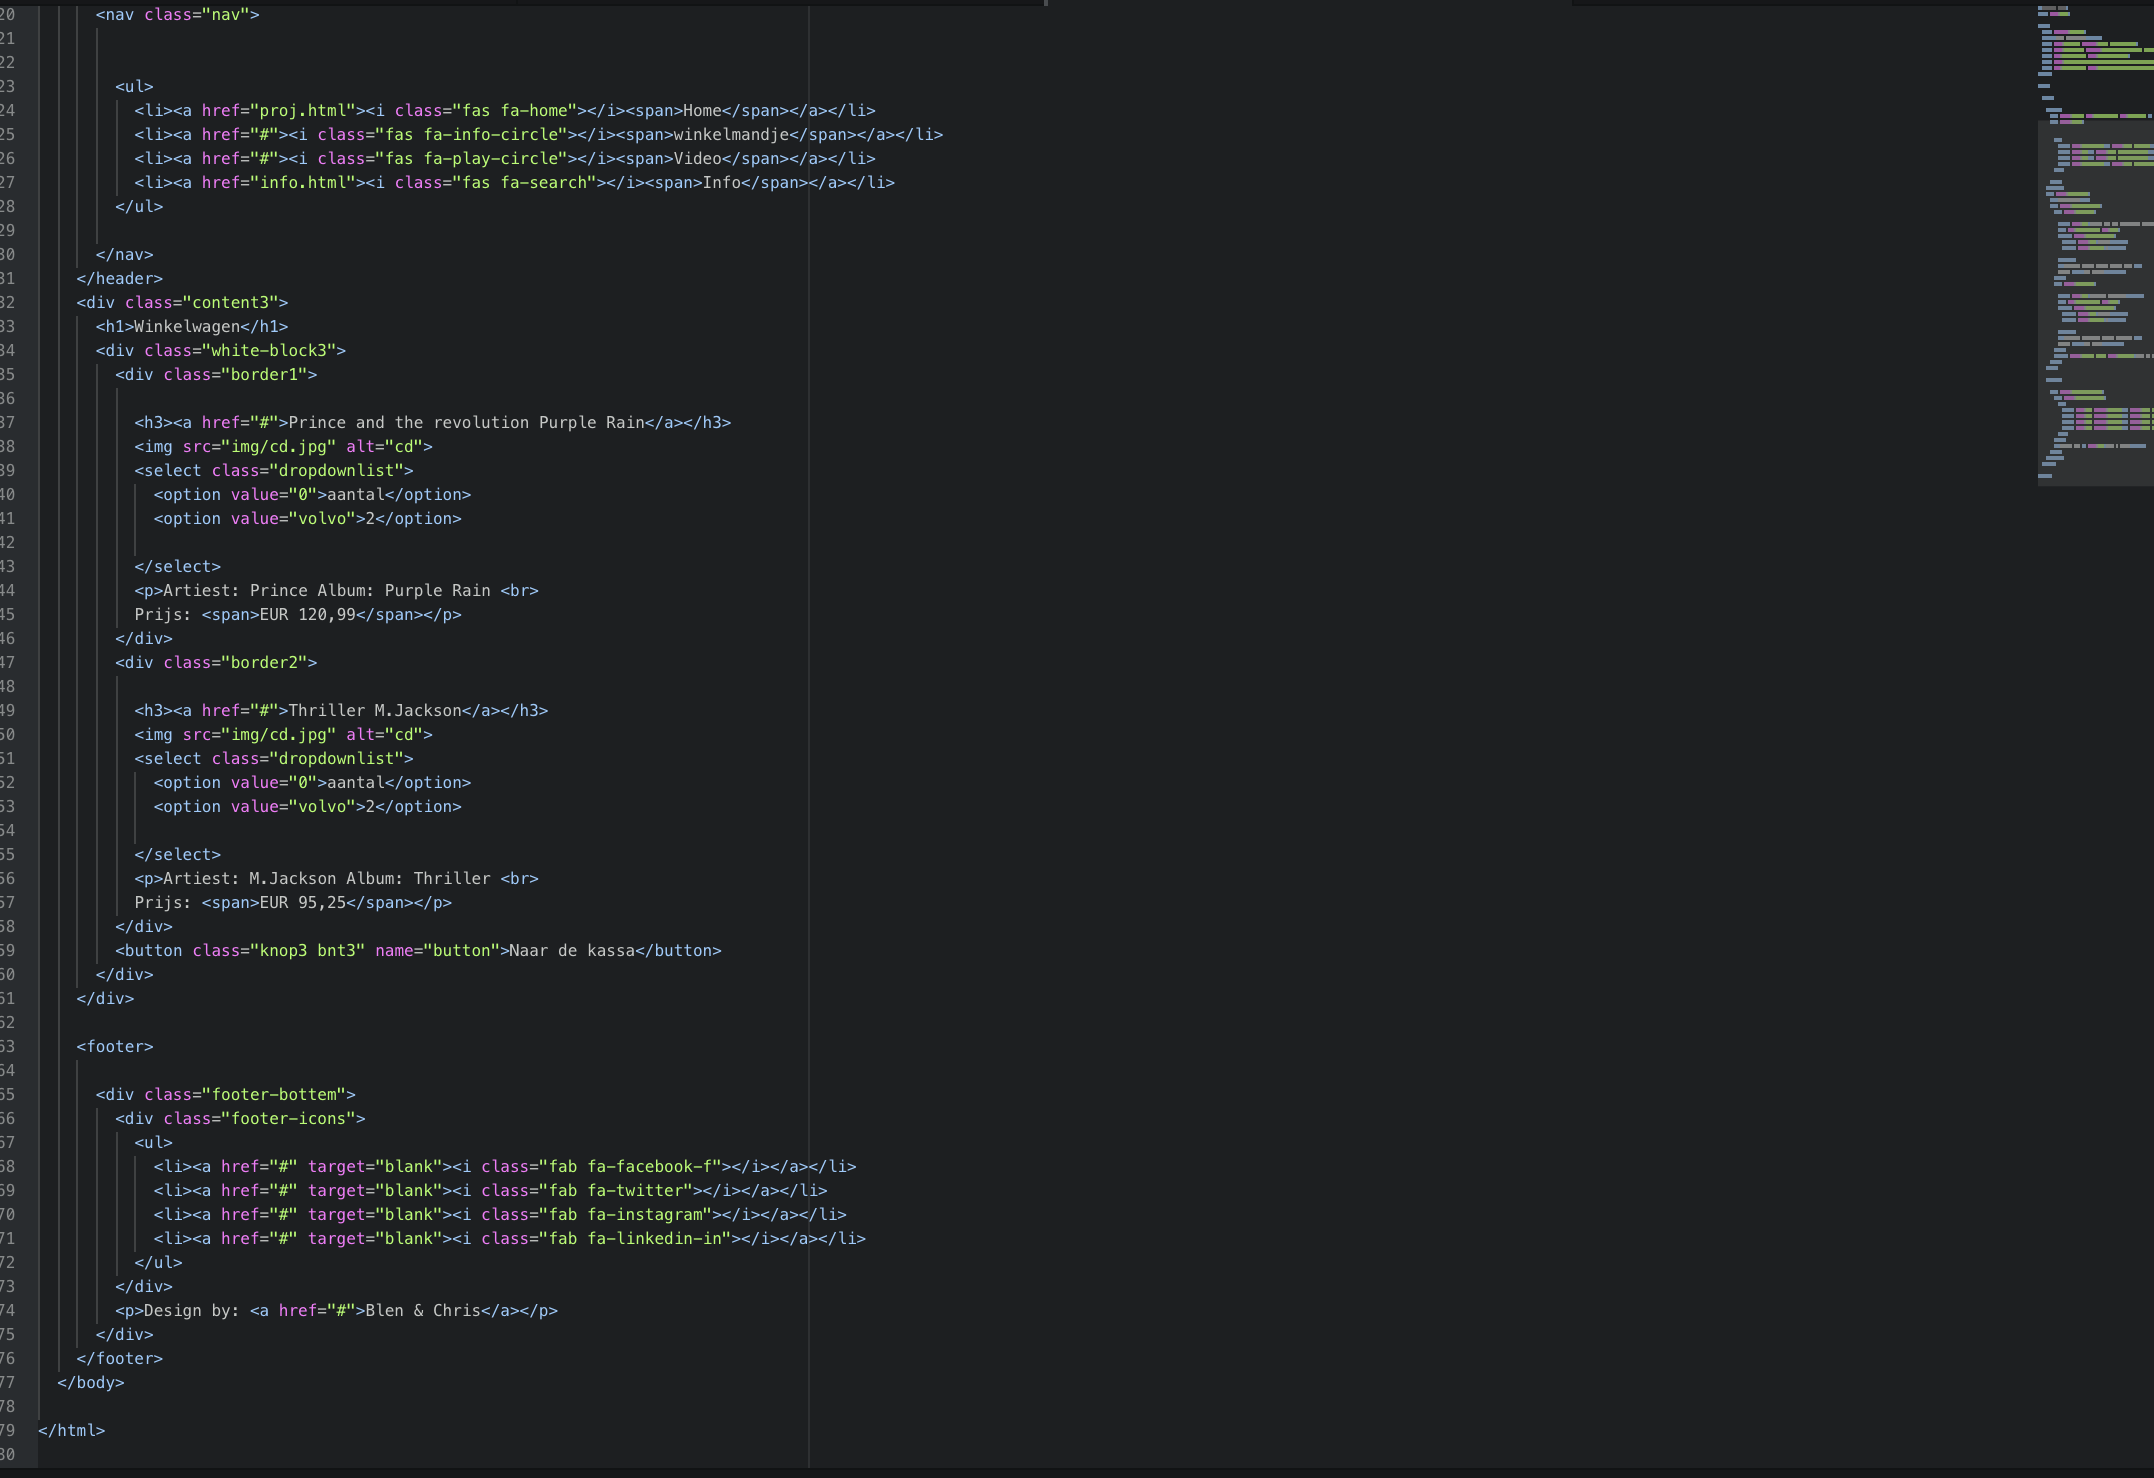 20 <nav class="nav">
21
22
23 <ul>
24 <li><a href="proj.html"><i class="fas fa-home"></i><span>Home</span></a></li>
25 <li><a href="#"><i class="fas fa-info-circle"></i><span>winkelmandje</span></a></li>
26 <li><a href="#"><i class="fas fa-play-circle"></i><span>Video</span></a></li>
27 <li><a href="info.html"><i class="fas fa-search"></i><span>Info</span></a></li>
28 </ul>
29
30 </nav>
31 </header>
32 <div class="content3">
33 <h1>Winkelwagen</h1>
34 <div class="white-block3">
35 <div class="border1">
36
37 <h3><a href="#">Prince and the revolution Purple Rain</a></h3>
38 <img src="img/cd.jpg" alt="cd">
39 <select class="dropdownlist">
40 <option value="0">aantal</option>
41 <option value="volvo">2</option>
42
43 </select>
44 <p>Artiest: Prince Album: Purple Rain <br>
45 Prijs: <span>EUR 120,99</span></p>
46 </div>
47 <div class="border2">
48
49 <h3><a href="#">Thriller M.Jackson</a></h3>
50 <img src="img/cd.jpg" alt="cd">
51 <select class="dropdownlist">
52 <option value="0">aantal</option>
53 <option value="volvo">2</option>
54
55 </select>
56 <p>Artiest: M.Jackson Album: Thriller <br>
57 Prijs: <span>EUR 95,25</span></p>
58 </div>
59 <button class="knop3 bnt3" name="button">Naar de kassa</button>
60 </div>
61 </div>
62
63 <footer>
64
65 <div class="footer-bottem">
66 <div class="footer-icons">
67 <ul>
68 <li><a href="#" target="blank"><i class="fab fa-facebook-f"></i></a></li>
69 <li><a href="#" target="blank"><i class="fab fa-twitter"></i></a></li>
70 <li><a href="#" target="blank"><i class="fab fa-instagram"></i></a></li>
71 <li><a href="#" target="blank"><i class="fab fa-linkedin-in"></i></a></li>
72 </ul>
73 </div>
74 <p>Design by: <a href="#">Blen & Chris</a></p>
75 </div>
76 </footer>
77 </body>
78
79 </html>
80